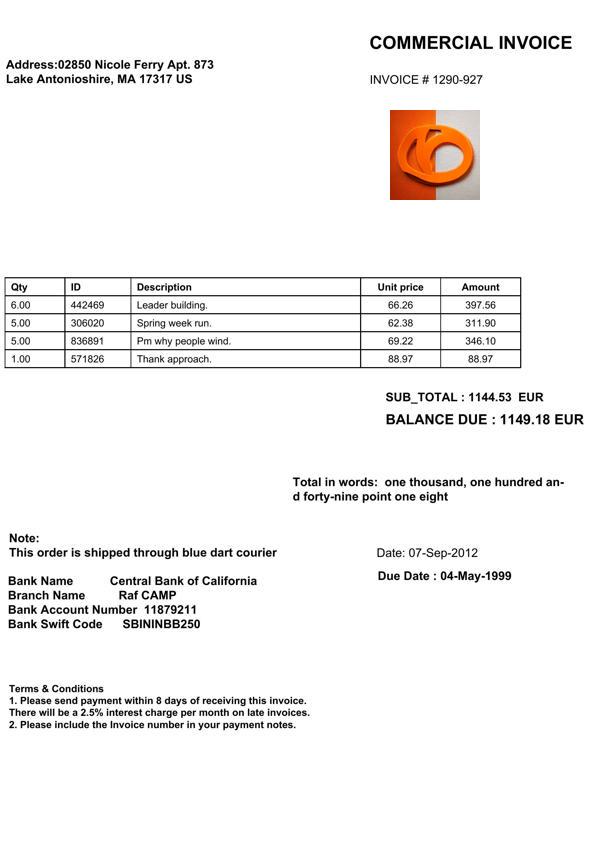 COMMERCIAL INVOICE
Address:02850 Nicole Ferry Apt. 873
Lake Antonioshire, MA 17317 US
INVOICE # 1290-927
Qty ID Description Unit price Amount
6.00 442469 Leader building. 66.26 397.56
5.00 306020 Spring week run. 62.38 311.90
5.00 836891 Pm why people wind. 69.22 346.10
1.00 571826 Thank approach. 88.97 88.97
SUB_TOTAL : 1144.53 EUR
BALANCE DUE : 1149.18 EUR
Total in words: one thousand, one hundred an-
d forty-nine point one eight
Note:
This order is shipped through blue dart courier
Date: 07-Sep-2012
Due Date : 04-May-1999
Bank Name Central Bank of California
Branch Name Raf CAMP
Bank Account Number 11879211
Bank Swift Code SBININBB250
Terms & Conditions
1. Please send payment within 8 days of receiving this invoice.
There will be a 2.5% interest charge per month on late invoices.
2. Please include the Invoice number in your payment notes.